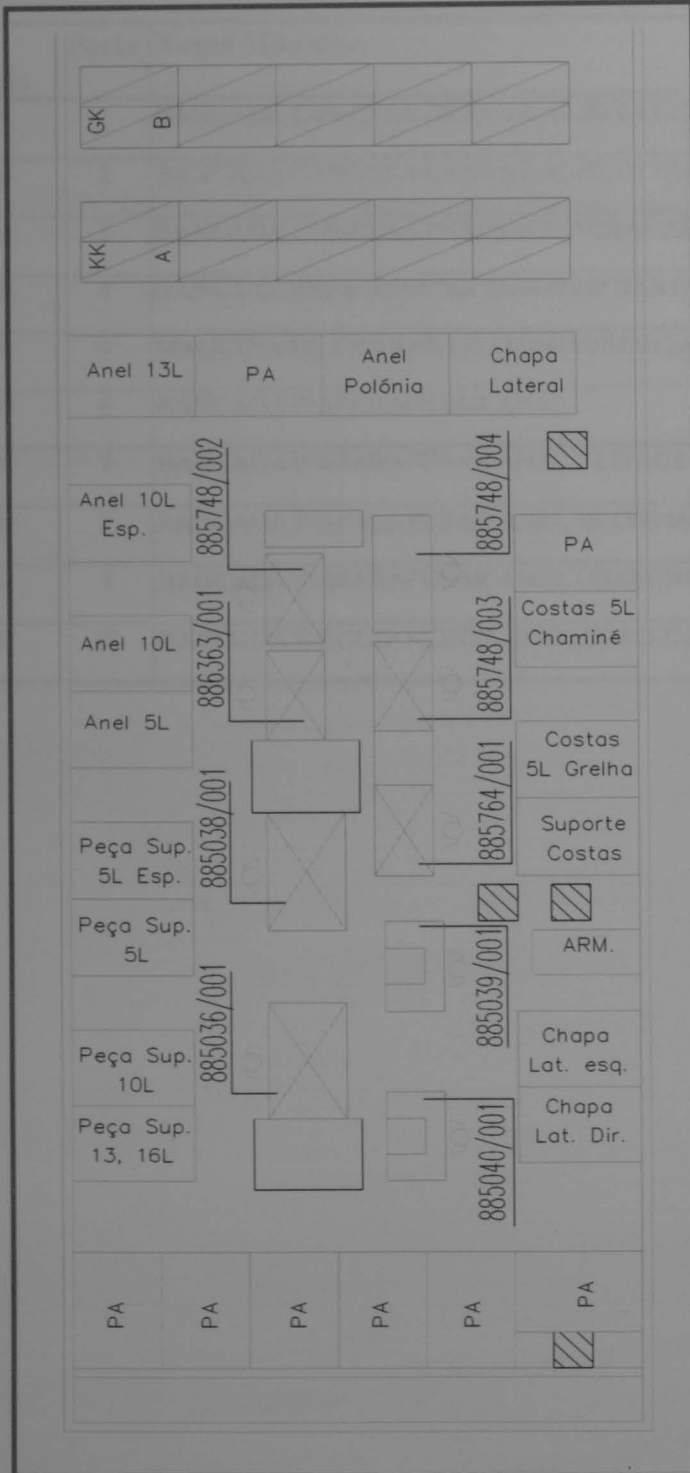 GK
B
KK
A
Anel 13L
PA
Anel
Polónia
Chapa
Lateral
885748/002
885748/004
Anel 10L
Esp.
PA
886363/001
885748/003
Costas 5L
Chaminé
Anel 10L
Anel 5L
Costas
5L Grelha
885038/001
885764/001
Suporte
Costas
Peça Sup.
5L Esp.
Peça Sup.
5L
ARM.
885036/001
885039/001
Peça Sup.
10L
Chapa
Lat. esq.
Peça Sup.
13, 16L
Chapa
Lat. Dir.
885040/001
PA
PA
PA
PA
PA
PA